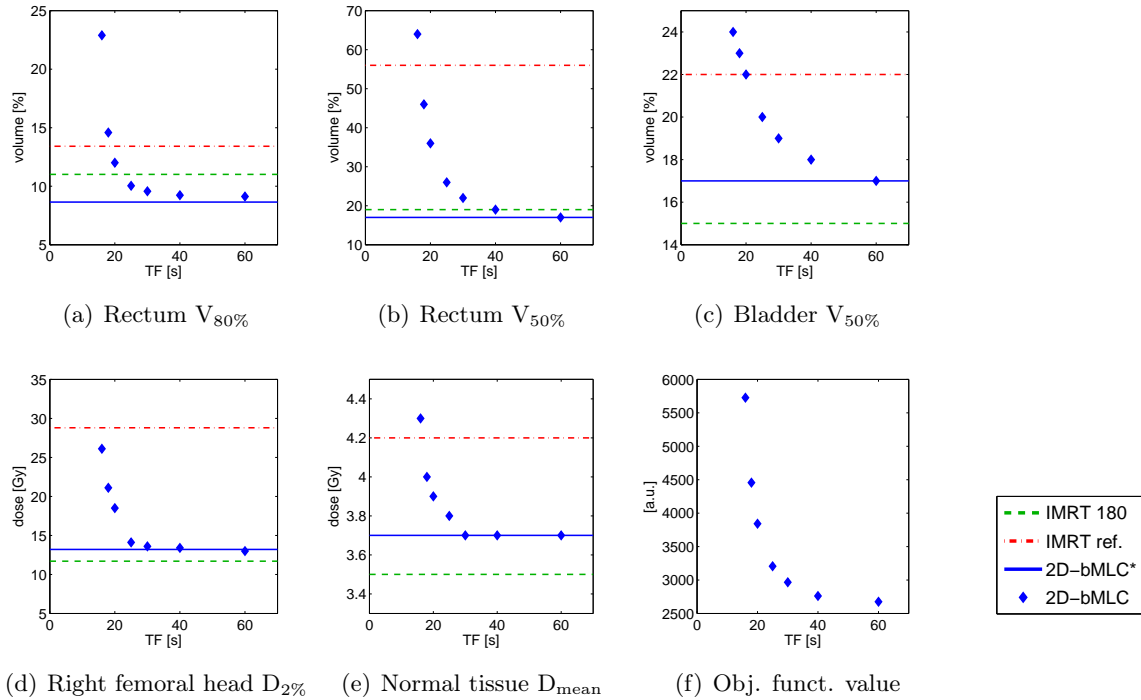 25
20
15
10
5
0 20 40 60
volume [%]
TF [s]
(a) Rectum V80%
70
60
50
40
30
20
10
0 20 40 60
volume [%]
TF [s]
(b) Rectum V50%
24
22
20
18
16
14
0 20 40 60
volume [%]
TF [s]
(c) Bladder V50%
35
30
25
20
15
10
5
0 20 40 60
dose [Gy]
TF [s]
(d) Right femoral head D2%
4.4
4.2
4
3.8
3.6
3.4
0 20 40 60
dose [Gy]
TF [s]
(e) Normal tissue Dmean
6000
5500
5000
4500
4000
3500
3000
2500
0 20 40 60
[a.u.]
TF [s]
(f) Obj. funct. value
IMRT 180
IMRT ref.
2D−bMLC*
2D−bMLC